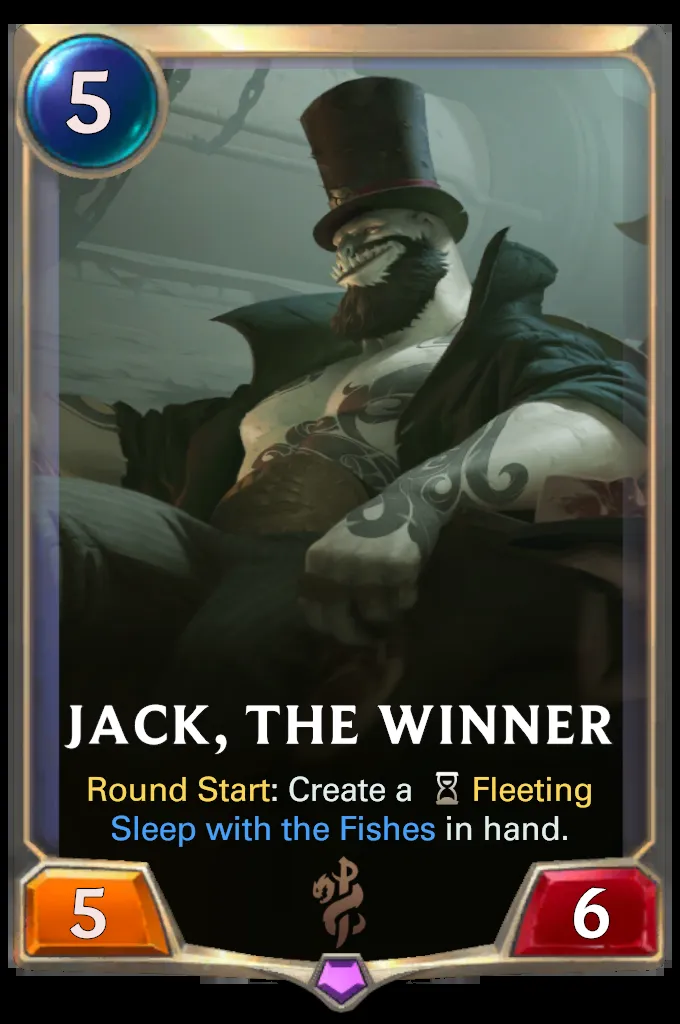 5
JACK, THE WINNER
Round Start: Create a Fleeting
Sleep with the Fishes in hand.
5
6